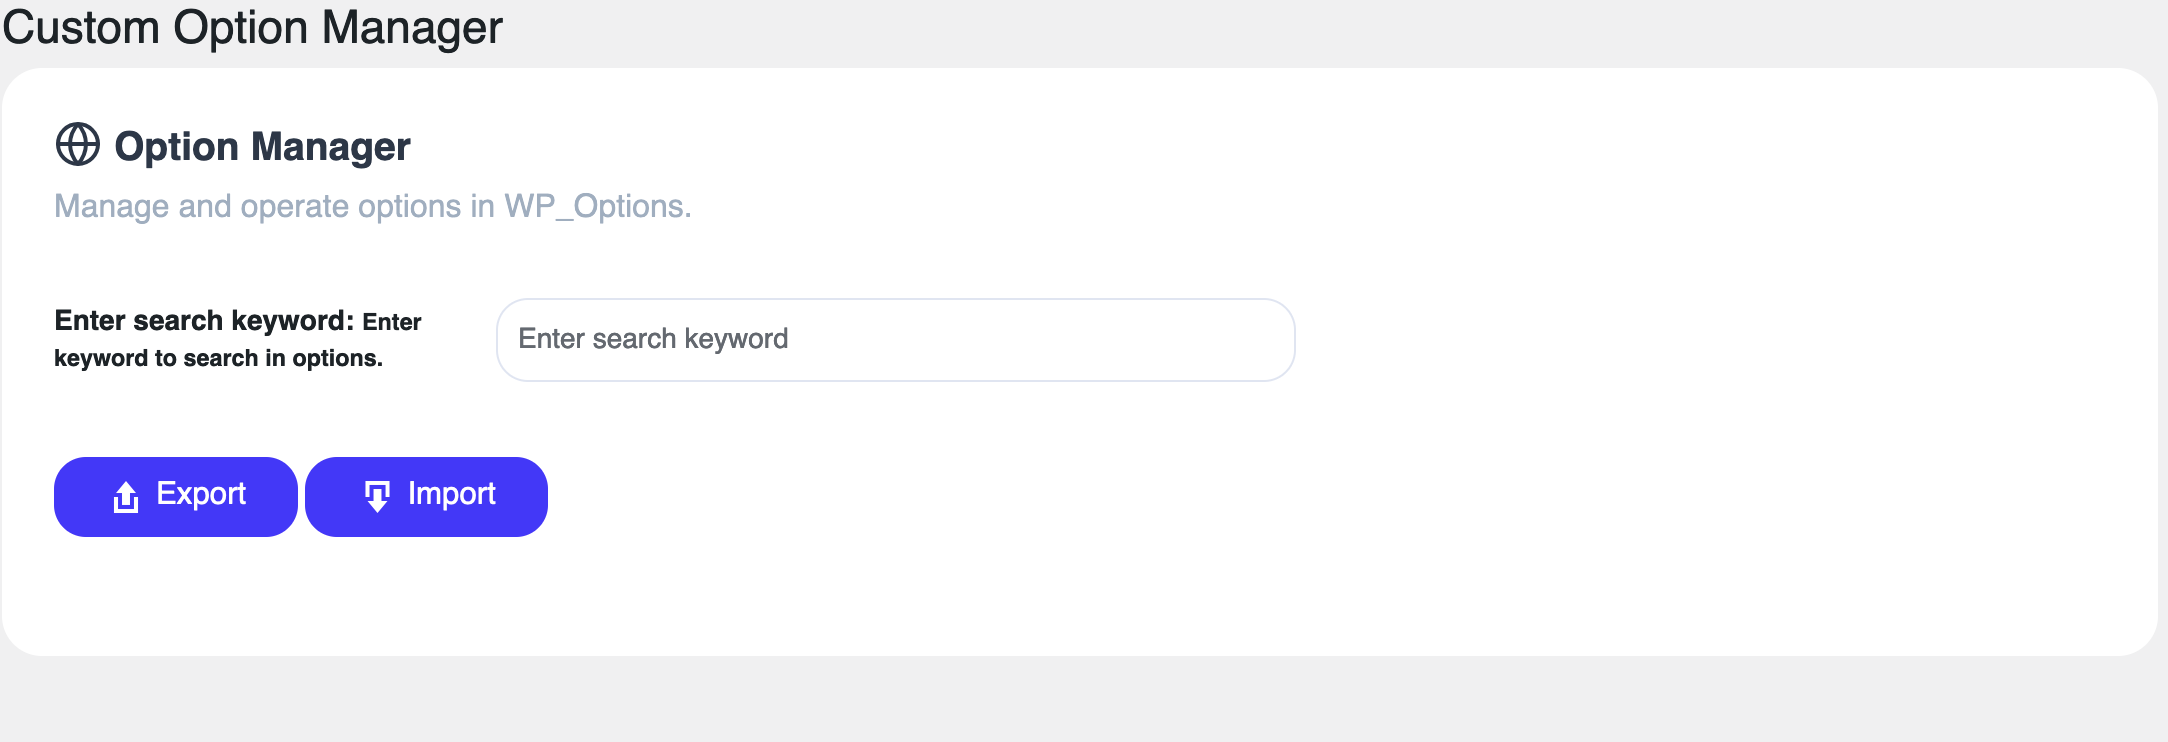 Custom Option Manager
Option Manager
Manage and operate options in WP_Options.
Enter search keyword: Enter
keyword to search in options.
Enter search keyword
Export
Import